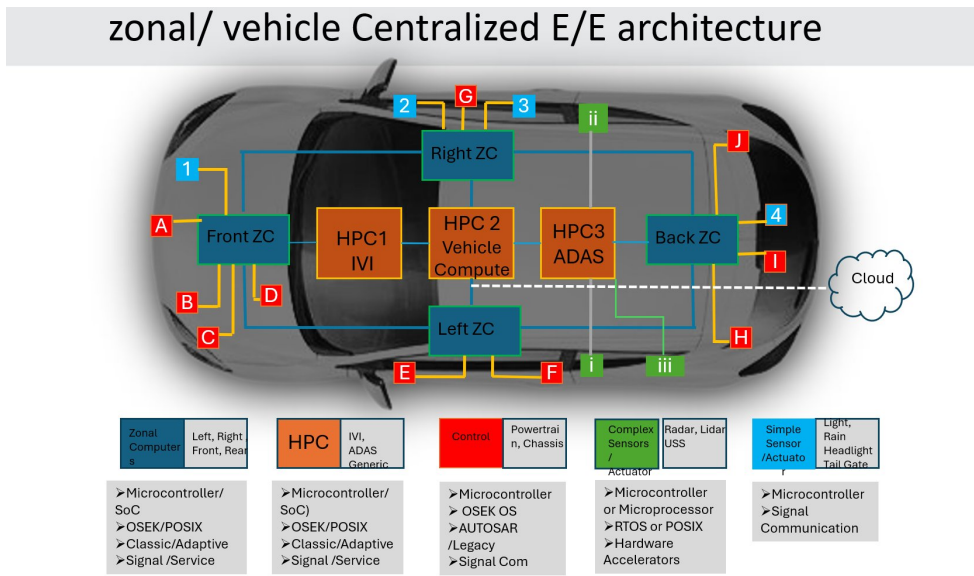 zonal/ vehicle Centralized E/E architecture
2
G
3
ii
J
Right ZC
1
A
4
Front ZC
HPC1
IVI
HPC 2
Vehicle
Compute
HPC3
ADAS
Back ZC
I
Cloud
B
D
C
Left ZC
H
E
F
i
iii
Zonal
Computer
s
Left, Right ,
Front, Rear
HPC
IVI,
ADAS
Generic
Control
Powertrai
n, Chassis
Complex
Sensors
/
Actuator
Radar, Lidar
USS
Simple
Sensor
/Actuato
r
Light,
Rain
Headlight
Tail Gate
➢Microcontroller/
SoC
➢OSEK/POSIX
➢Classic/Adaptive
➢Signal /Service
➢Microcontroller/
SoC)
➢OSEK/POSIX
➢Classic/Adaptive
➢Signal /Service
➢Microcontroller
➢ OSEK OS
➢AUTOSAR
/Legacy
➢Signal Com
➢Microcontroller
or Microprocessor
➢RTOS or POSIX
➢Hardware
Accelerators
➢Microcontroller
➢Signal
Communication